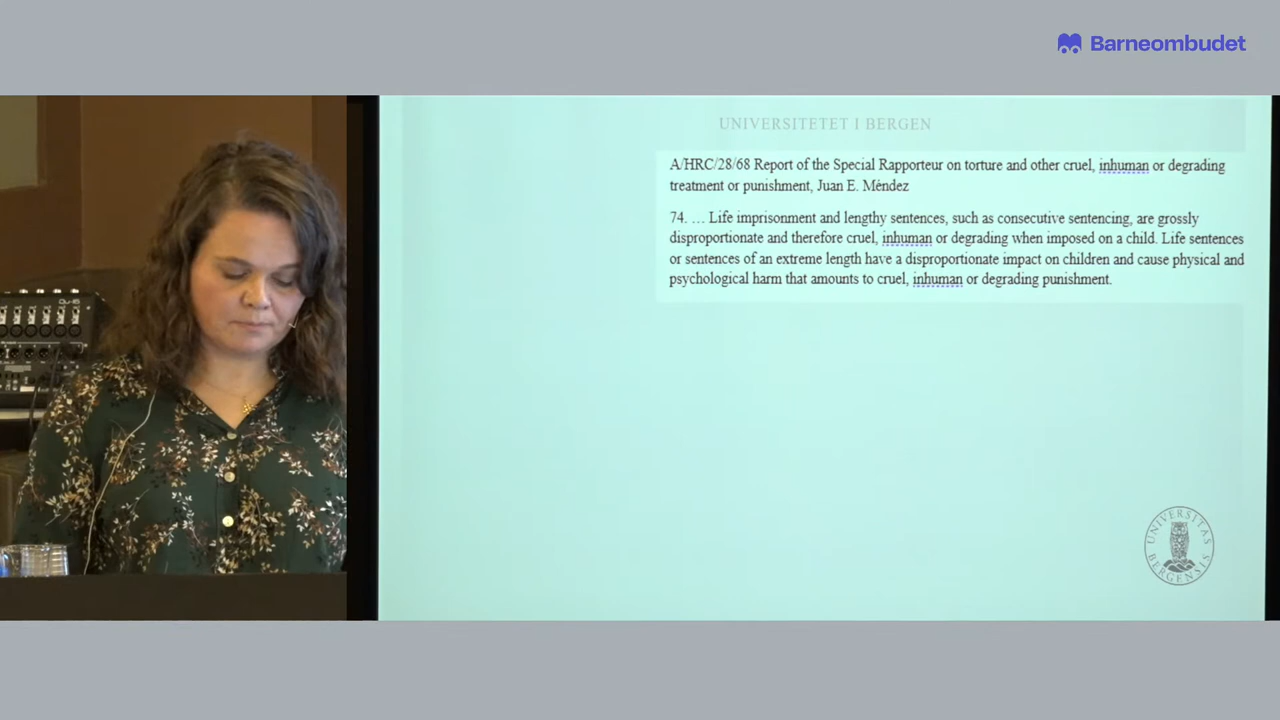 Barneombudet
UNIVERSITETET I BERGEN
A/HRC/28/68 Report of the Special Rapporteur on torture and other cruel, inhuman or degrading
treatment or punishment, Juan E. Méndez
74. … Life imprisonment and lengthy sentences, such as consecutive sentencing, are grossly
disproportionate and therefore cruel, inhuman or degrading when imposed on a child. Life sentences
or sentences of an extreme length have a disproportionate impact on children and cause physical and
psychological harm that amounts to cruel, inhuman or degrading punishment.
UNIVERSITAS
BERGENSIS